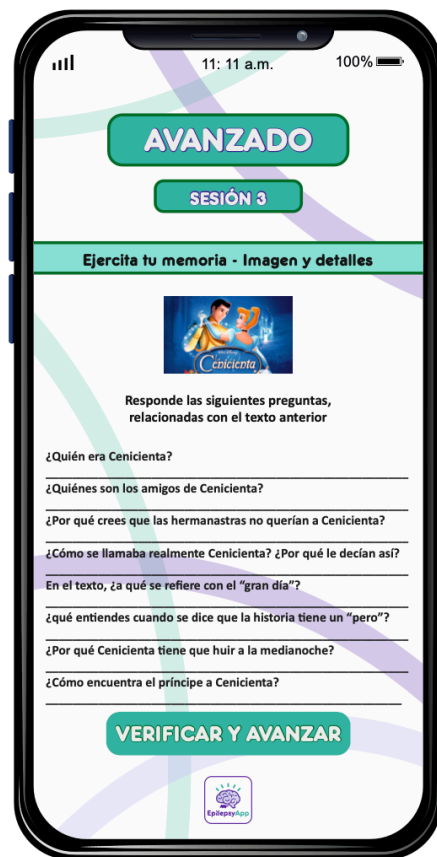 11: 11 a.m.
100%
AVANZADO
SESIÓN 3
Ejercita tu memoria - Imagen y detalles
Cenicienta
Responde las siguientes preguntas,
relacionadas con el texto anterior
¿Quién era Cenicienta?
¿Quiénes son los amigos de Cenicienta?
¿Por qué crees que las hermanastras no querían a Cenicienta?
¿Cómo se llamaba realmente Cenicienta? ¿Por qué le decían así?
En el texto, ¿a qué se refiere con el “gran día”?
¿qué entiendes cuando se dice que la historia tiene un “pero”?
¿Por qué Cenicienta tiene que huir a la medianoche?
¿Cómo encuentra el príncipe a Cenicienta?
VERIFICAR Y AVANZAR
EpilepsyApp